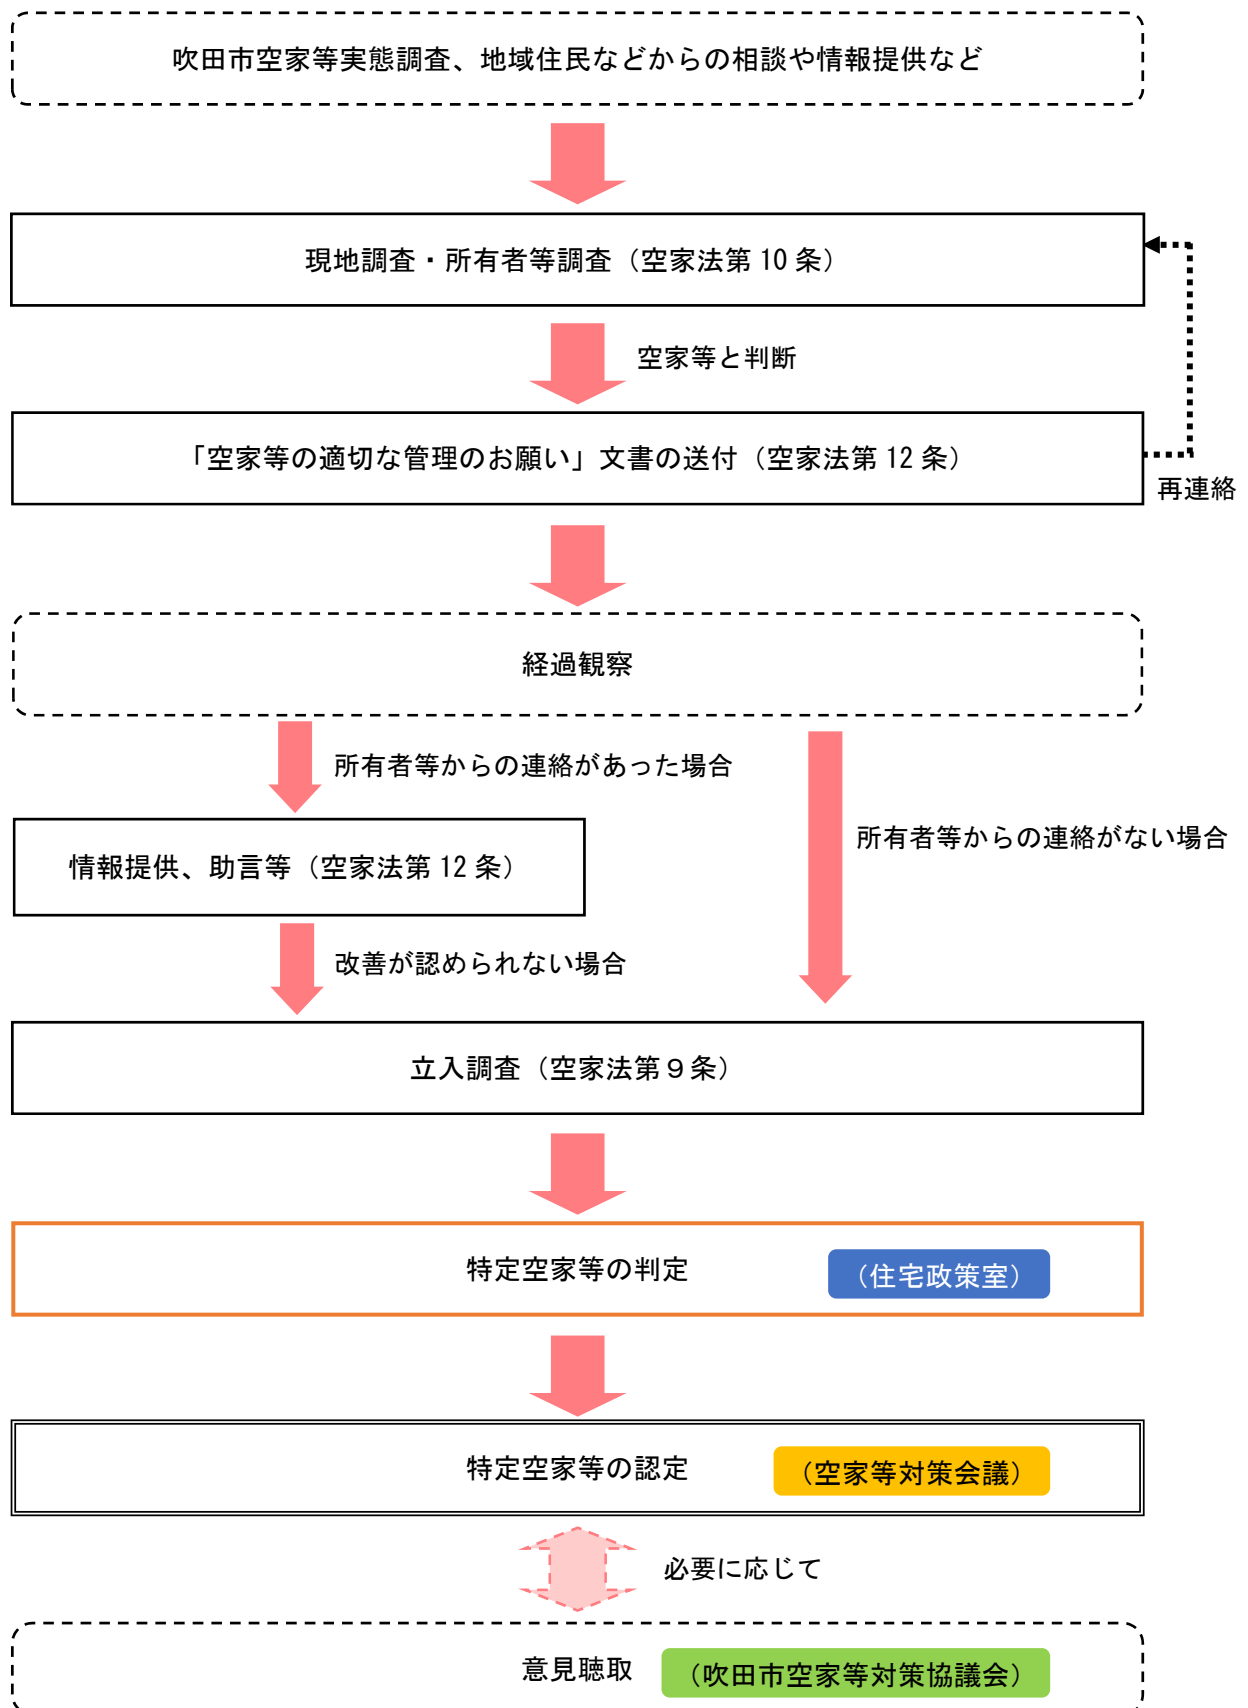 吹田市空家等実態調査、地域住民などからの相談や情報提供など
現地調査・所有者等調査（空家法第 10 条）
空家等と判断
「空家等の適切な管理のお願い」文書の送付（空家法第 12 条）
再連絡
経過観察
所有者等からの連絡があった場合
所有者等からの連絡がない場合
情報提供、助言等（空家法第 12 条）
改善が認められない場合
立入調査（空家法第９条）
特定空家等の判定
（住宅政策室）
特定空家等の認定
（空家等対策会議）
必要に応じて
意見聴取
（吹田市空家等対策協議会）